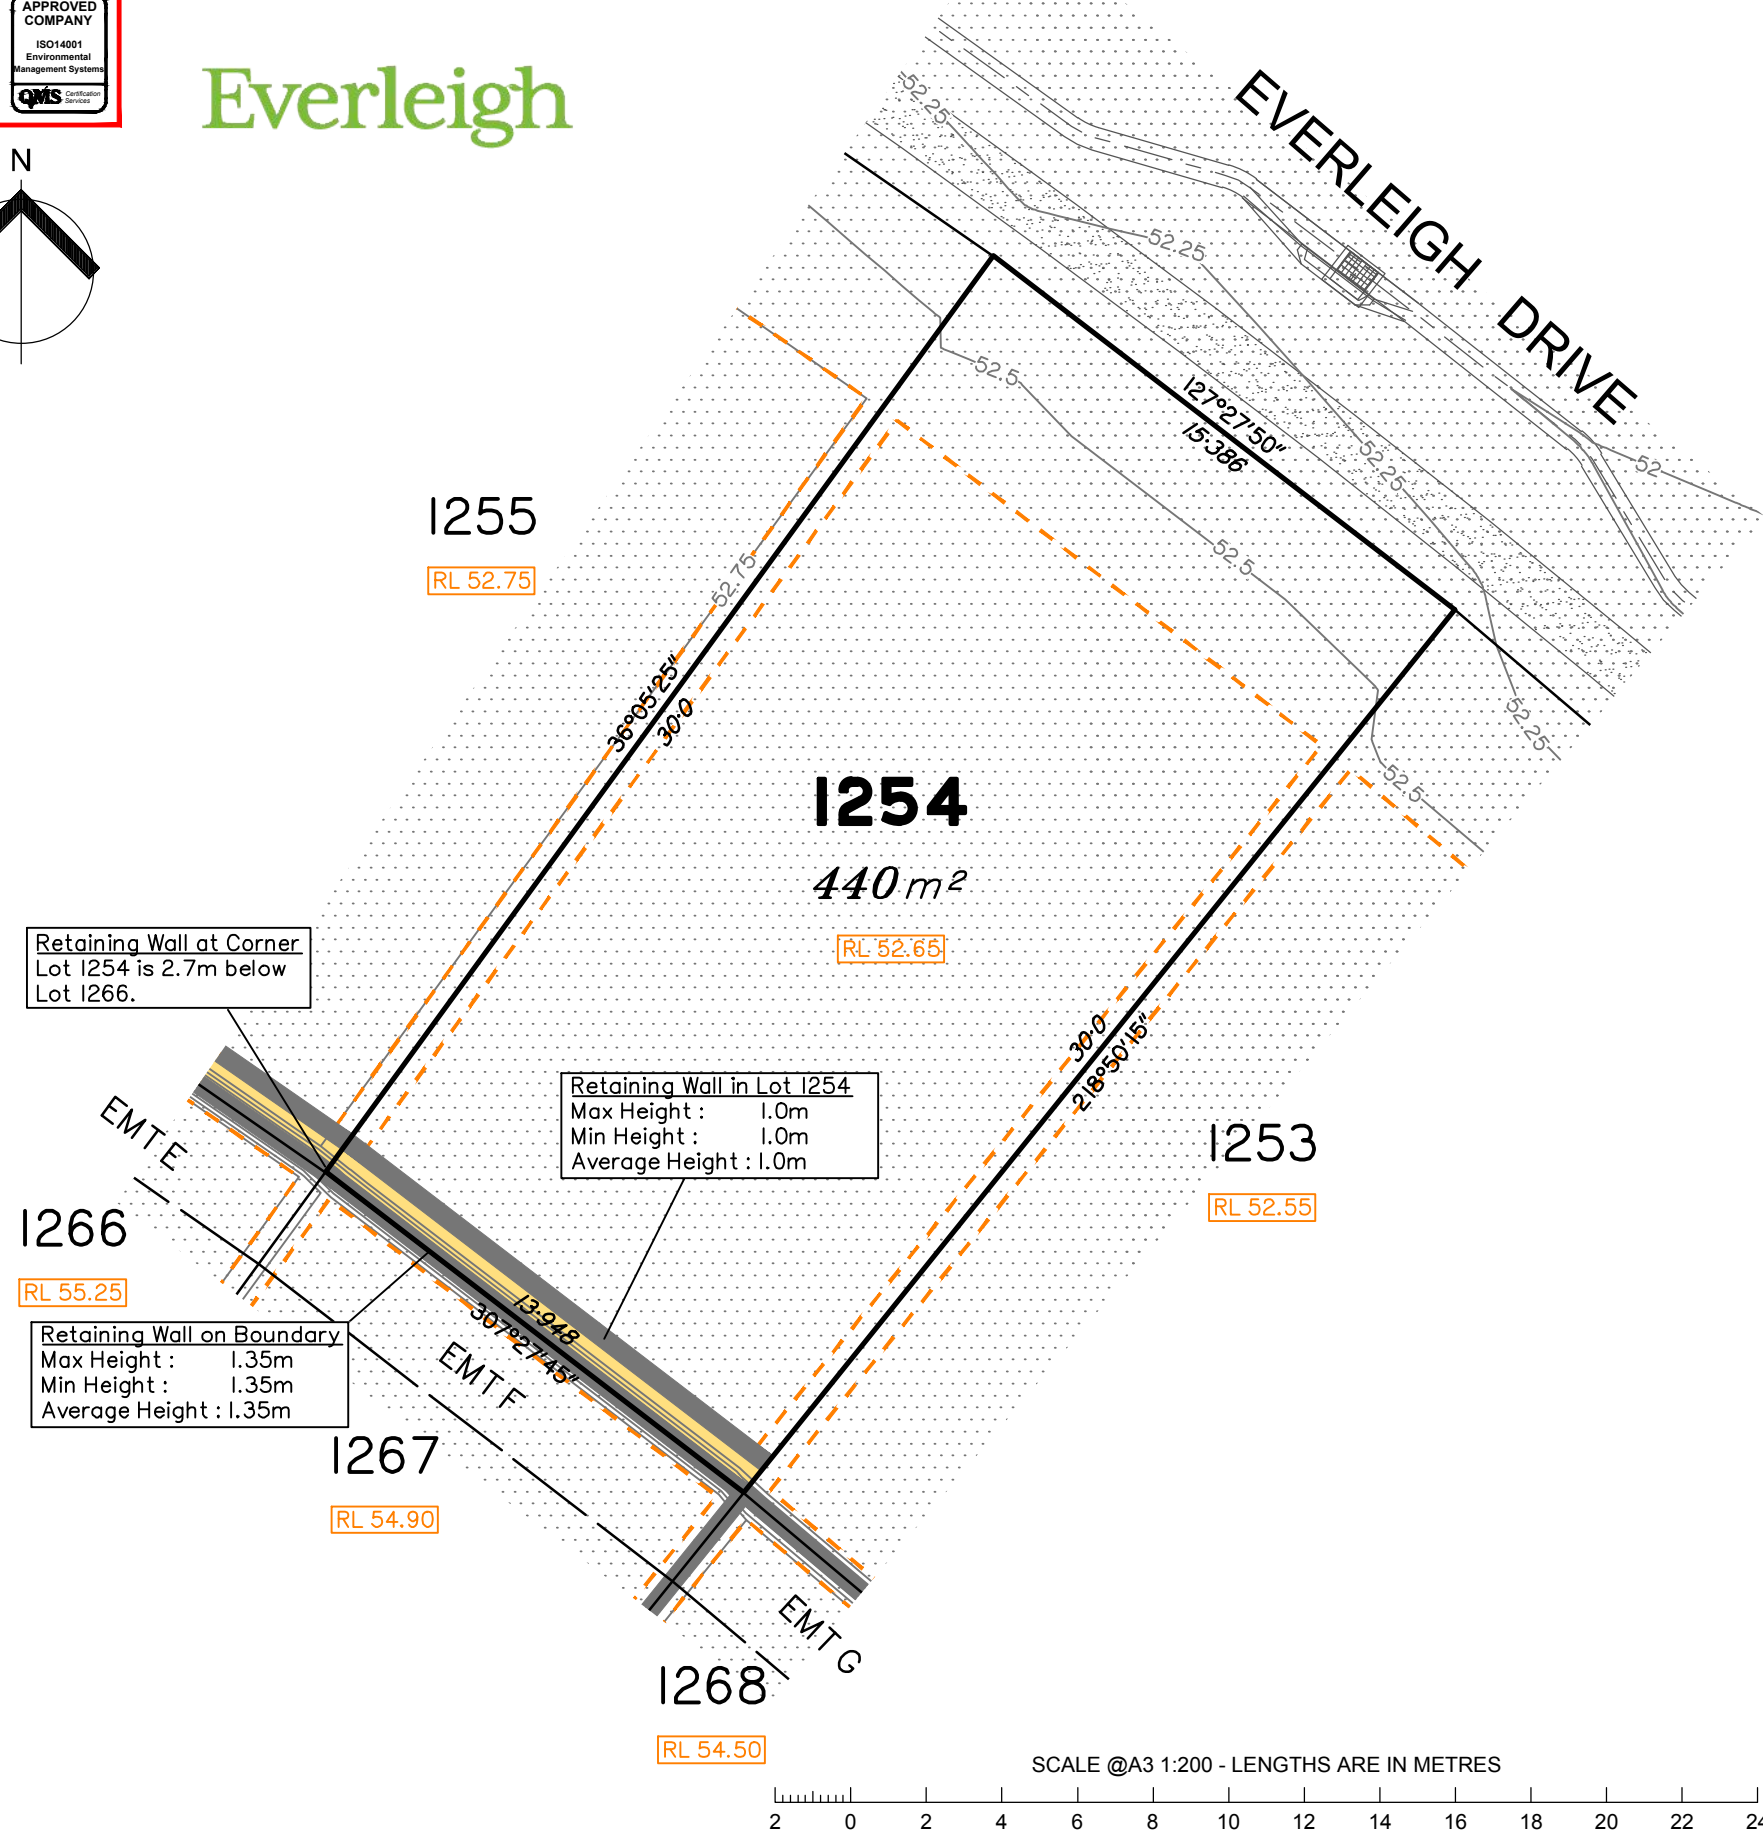 APPROVED
COMPANY
ISO14001
Environmental
Management Systems
QMS Certification
Services
Everleigh
N
EVERLEIGH DRIVE
52.25
52.25
52.25
52.25
52
52.5
52.5
52.5
52.75
127°27'50"
15·386
1255
RL 52.75
36°05'25"
30·0
1254
440 m²
RL 52.65
30·0
218°50'15"
1253
RL 52.55
Retaining Wall at Corner
Lot 1254 is 2.7m below
Lot 1266.
Retaining Wall in Lot 1254
Max Height : 1.0m
Min Height : 1.0m
Average Height : 1.0m
EMT E
1266
RL 55.25
Retaining Wall on Boundary
Max Height : 1.35m
Min Height : 1.35m
Average Height : 1.35m
13·948
307°27'45"
EMT F
1267
RL 54.90
EMT G
1268
RL 54.50
SCALE @A3 1:200 - LENGTHS ARE IN METRES
2 0 2 4 6 8 10 12 14 16 18 20 22 24